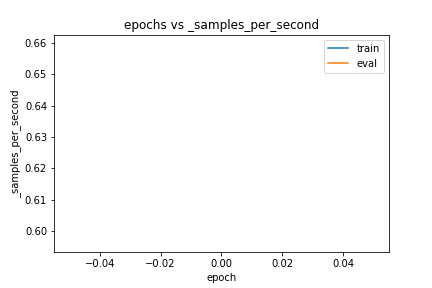 epochs vs _samples_per_second
train
eval
0.66
0.65
0.64
0.63
0.62
0.61
0.60
_samples_per_second
−0.04 −0.02 0.00 0.02 0.04
epoch